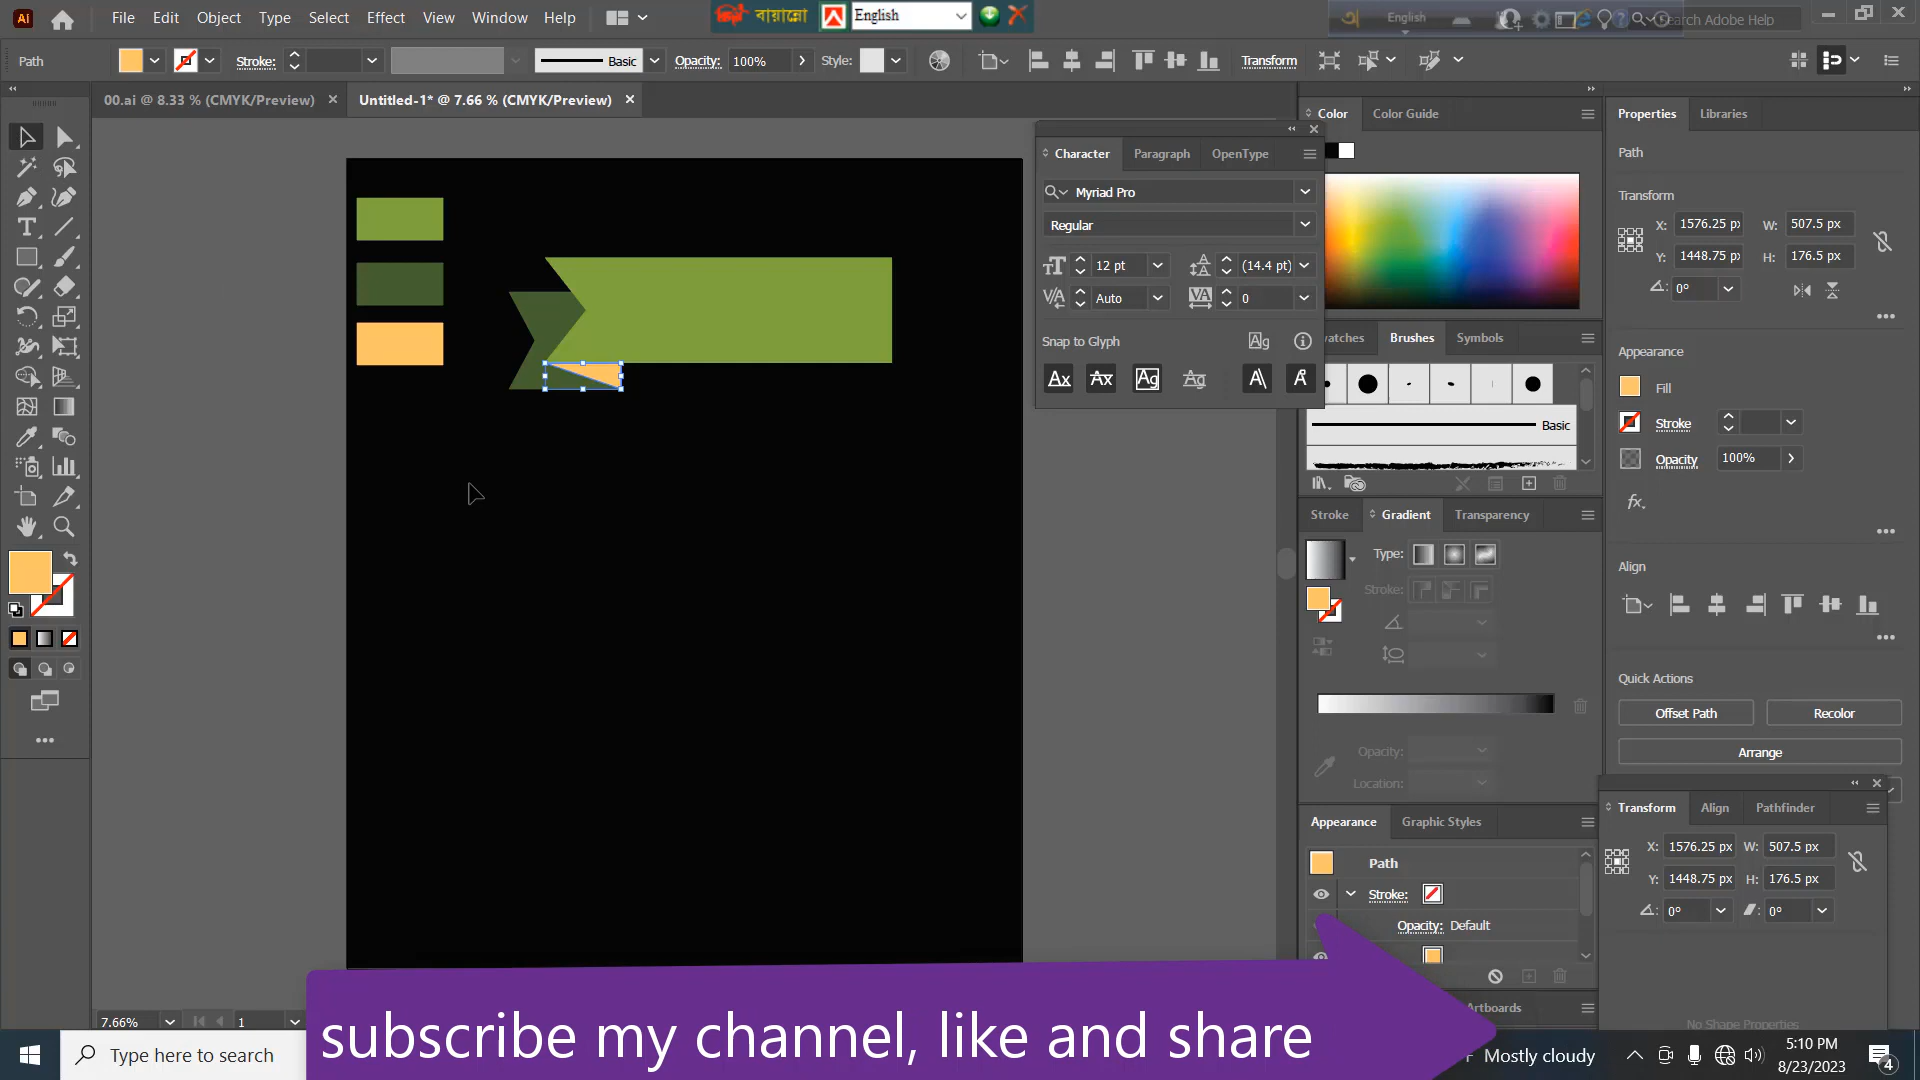 Ai File Edit Object Type Select Effect View Window Help
বায়ান্নো English
English
Search Adobe Help
Path Stroke: Basic Opacity: 100% Style: Transform
00.ai @ 8.33 % (CMYK/Preview)
Untitled-1* @ 7.66 % (CMYK/Preview)
Character Paragraph OpenType
Myriad Pro
Regular
12 pt (14.4 pt)
Auto 0
Snap to Glyph
Color Color Guide
watches Brushes Symbols
Basic
Stroke Gradient Transparency
Type:
Stroke:
Opacity:
Location:
Appearance Graphic Styles
Path
Stroke:
Opacity: Default
Artboards
Properties Libraries
Path
Transform
X: 1576.25 p W: 507.5 px
Y: 1448.75 p H: 176.5 px
0°
Appearance
Fill
Stroke
Opacity 100%
fx.
Align
Quick Actions
Offset Path Recolor
Arrange
Transform Align Pathfinder
X: 1576.25 px W: 507.5 px
Y: 1448.75 px H: 176.5 px
0° 0°
No Shape Properties
7.66% 1
subscribe my channel, like and share
Type here to search
Mostly cloudy
5:10 PM
8/23/2023
4